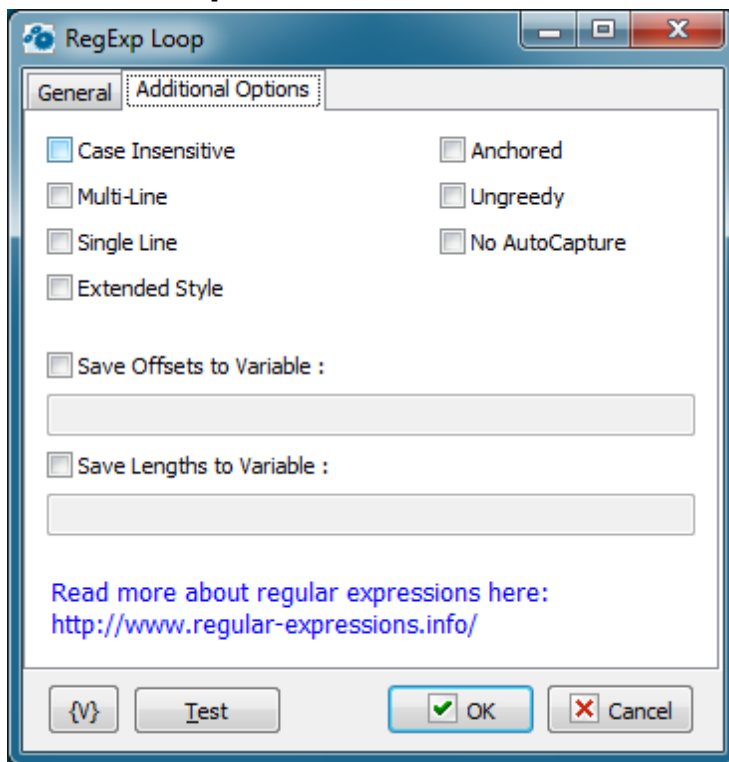 RegExp Loop
General Additional Options
Case Insensitive Anchored
Multi-Line Ungreedy
Single Line No AutoCapture
Extended Style
Save Offsets to Variable :
Save Lengths to Variable :
Read more about regular expressions here:
http://www.regular-expressions.info/
{V} Test OK Cancel